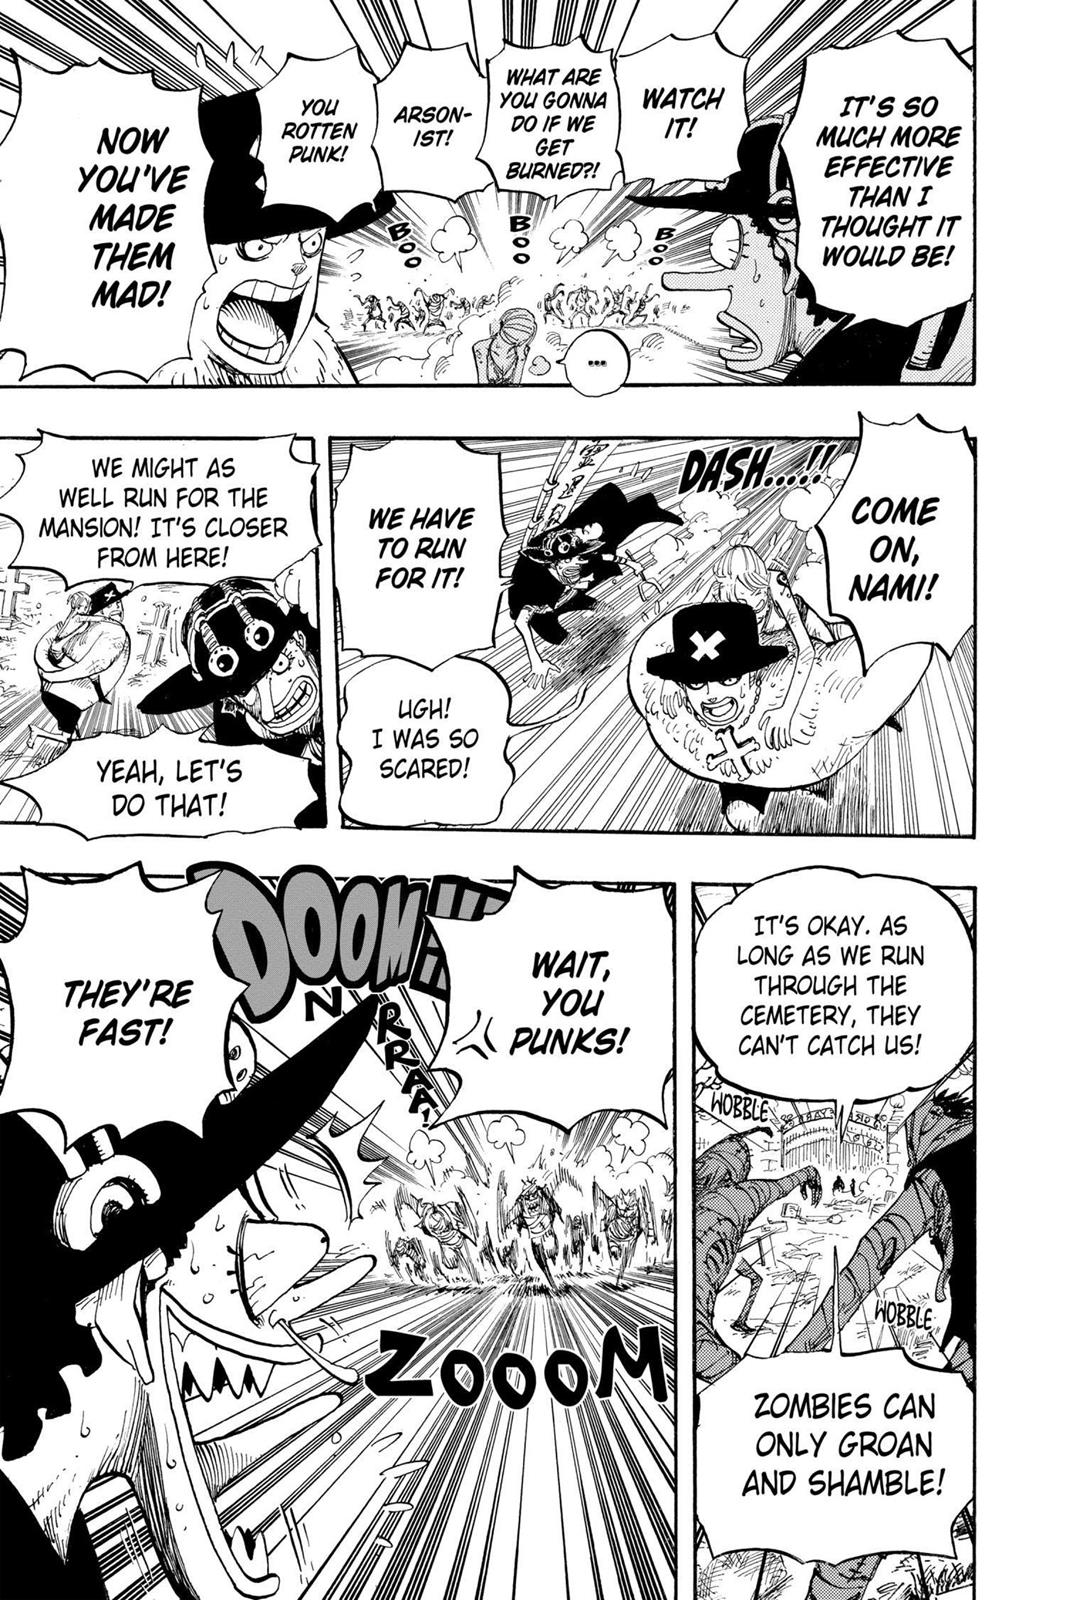 IT'S SO
MUCH MORE
EFFECTIVE
THAN I
THOUGHT IT
WOULD BE!
WATCH
IT!
WHAT ARE
YOU GONNA
DO IF WE
GET
BURNED?!
ARSON-
IST!
YOU
ROTTEN
PUNK!
NOW
YOU'VE
MADE
THEM
MAD!
BOO
BOO
BOO
...
COME
ON,
NAMI!
DASH.....!!
WE HAVE
TO RUN
FOR IT!
UGH!
I WAS SO
SCARED!
WE MIGHT AS
WELL RUN FOR THE
MANSION! IT'S CLOSER
FROM HERE!
YEAH, LET'S
DO THAT!
IT'S OKAY. AS
LONG AS WE RUN
THROUGH THE
CEMETERY, THEY
CAN'T CATCH US!
WOBBLE
WOBBLE
ZOMBIES CAN
ONLY GROAN
AND SHAMBLE!
WAIT,
YOU
PUNKS!
DOOM!!!
NRRAA!
ZOOOM
THEY'RE
FAST!